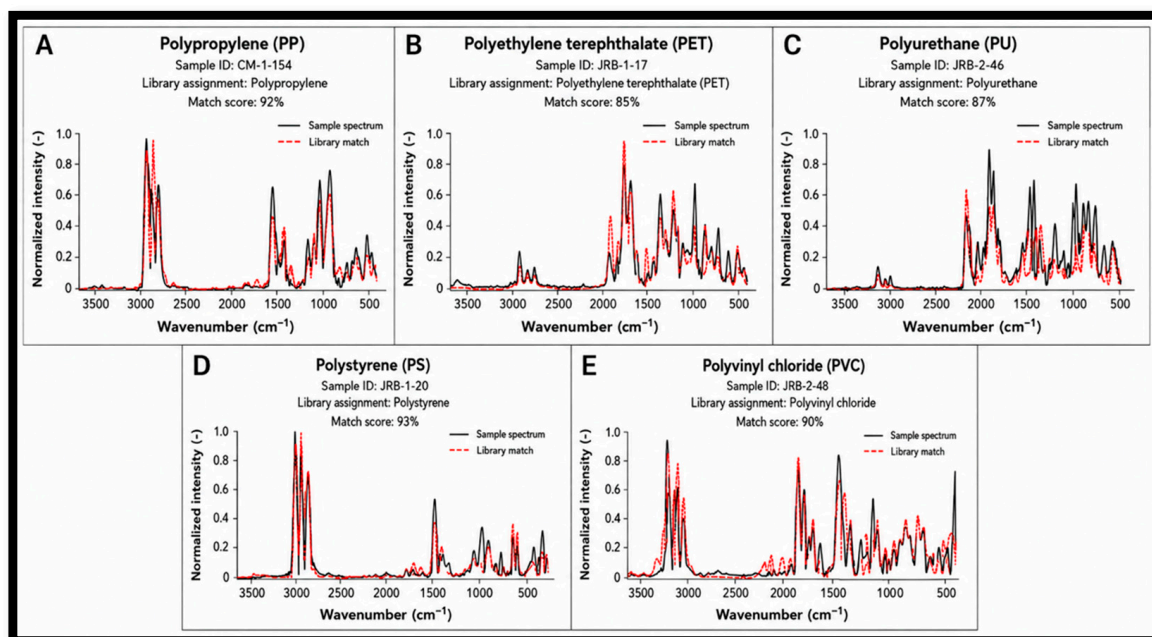 A
Polypropylene (PP)
Sample ID: CM-1-154
Library assignment: Polypropylene
Match score: 92%
Sample spectrum
Library match
Normalized intensity (-)
1.0
0.8
0.6
0.4
0.2
0
3500 3000 2500 2000 1500 1000 500
Wavenumber (cm⁻¹)
B
Polyethylene terephthalate (PET)
Sample ID: JRB-1-17
Library assignment: Polyethylene terephthalate (PET)
Match score: 85%
Sample spectrum
Library match
Normalized intensity (-)
1.0
0.8
0.6
0.4
0.2
0
3500 3000 2500 2000 1500 1000 500
Wavenumber (cm⁻¹)
C
Polyurethane (PU)
Sample ID: JRB-2-46
Library assignment: Polyurethane
Match score: 87%
Sample spectrum
Library match
Normalized intensity (-)
1.0
0.8
0.6
0.4
0.2
0
3500 3000 2500 2000 1500 1000 500
Wavenumber (cm⁻¹)
D
Polystyrene (PS)
Sample ID: JRB-1-20
Library assignment: Polystyrene
Match score: 93%
Sample spectrum
Library match
Normalized intensity (-)
1.0
0.8
0.6
0.4
0.2
0
3500 3000 2500 2000 1500 1000 500
Wavenumber (cm⁻¹)
E
Polyvinyl chloride (PVC)
Sample ID: JRB-2-48
Library assignment: Polyvinyl chloride
Match score: 90%
Sample spectrum
Library match
Normalized intensity (-)
1.0
0.8
0.6
0.4
0.2
0
3500 3000 2500 2000 1500 1000 500
Wavenumber (cm⁻¹)